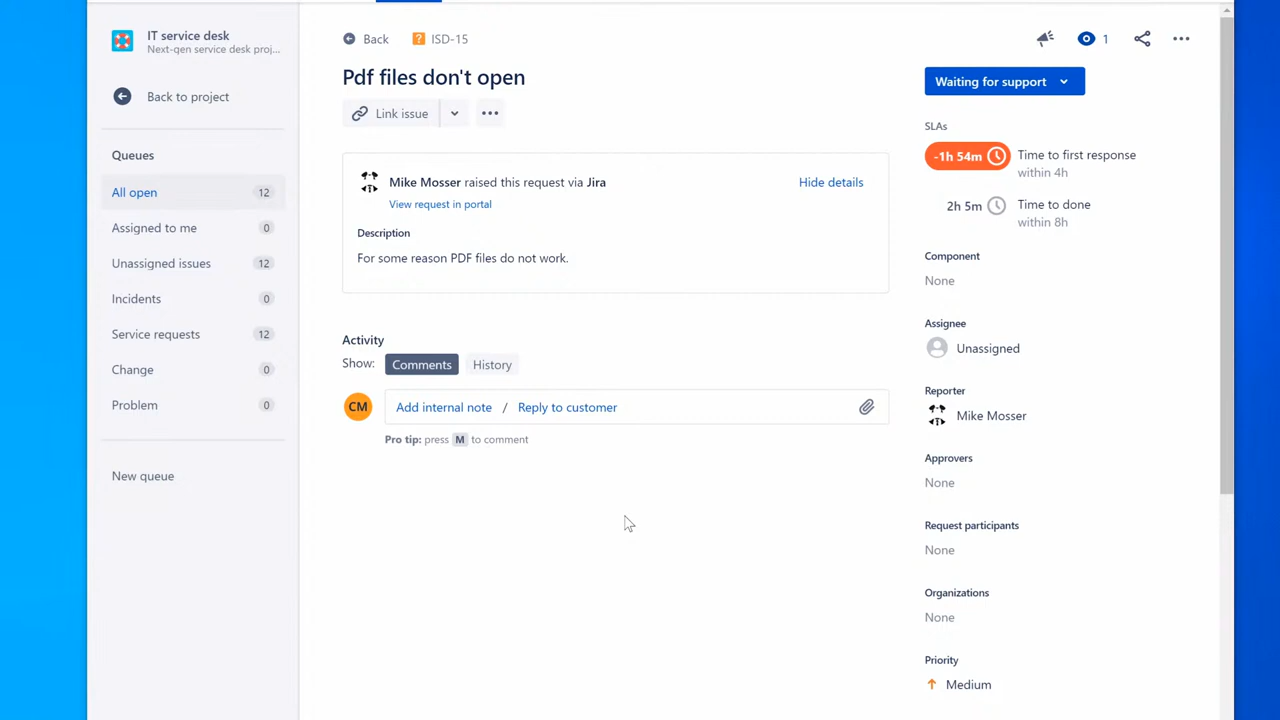 IT service desk
Next-gen service desk proj...
Back to project
Queues
All open 12
Assigned to me 0
Unassigned issues 12
Incidents 0
Service requests 12
Change 0
Problem 0
New queue
Back ISD-15
Pdf files don't open
Link issue
Mike Mosser raised this request via Jira Hide details
View request in portal
Description
For some reason PDF files do not work.
Activity
Show: Comments History
CM Add internal note / Reply to customer
Pro tip: press M to comment
1
Waiting for support
SLAs
-1h 54m Time to first response
within 4h
2h 5m Time to done
within 8h
Component
None
Assignee
Unassigned
Reporter
Mike Mosser
Approvers
None
Request participants
None
Organizations
None
Priority
Medium